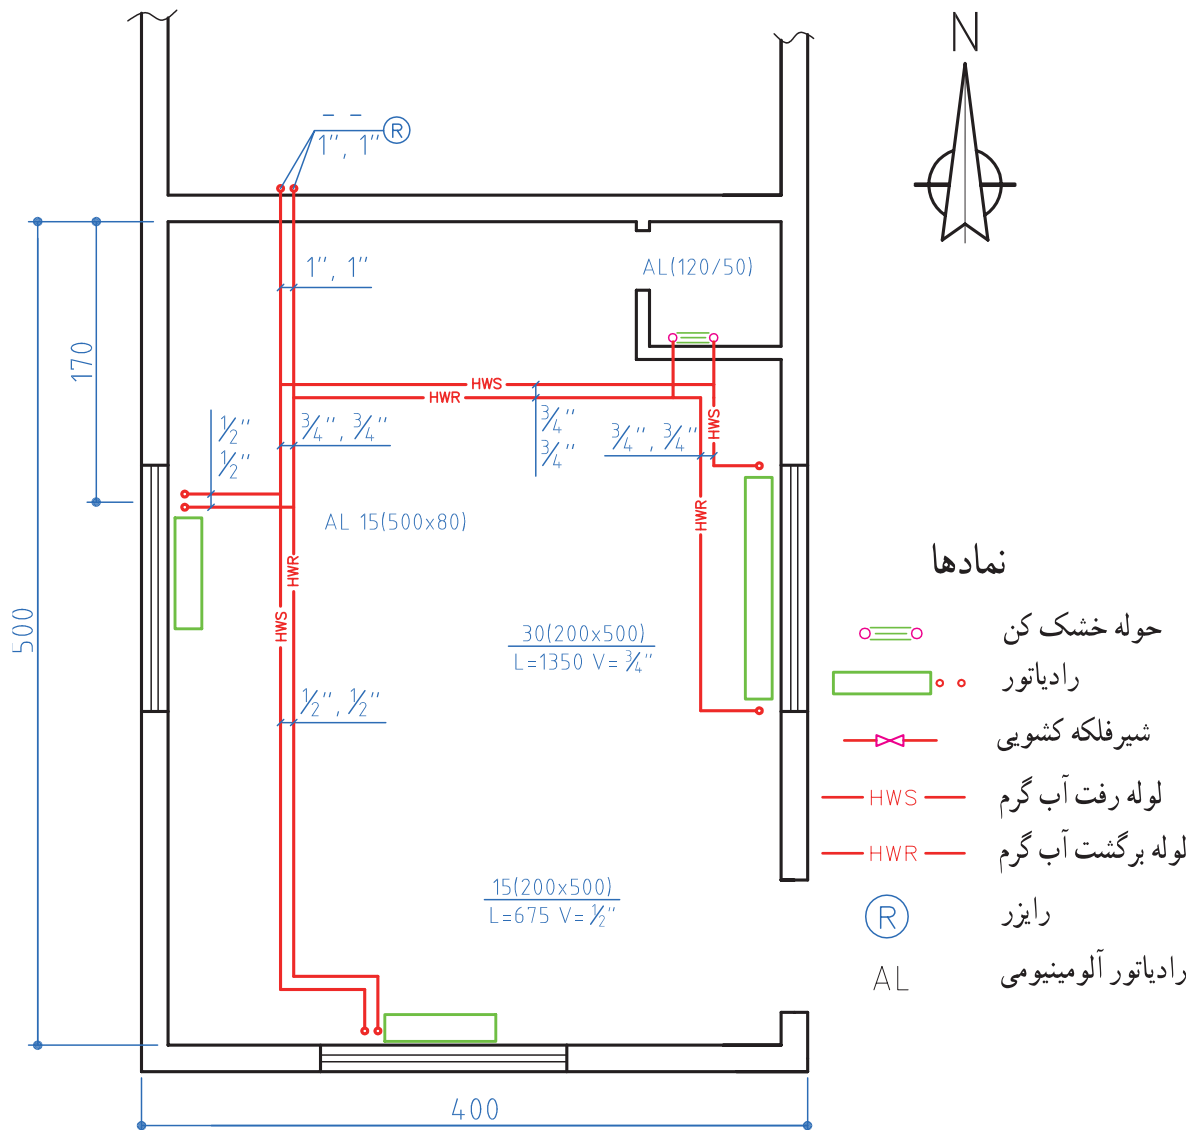 N
R
1", 1"
1", 1"
AL(120/50)
170
HWS
HWR
1/2"
1/2"
3/4", 3/4"
3/4"
3/4"
3/4", 3/4"
HWS
HWR
AL 15(500x80)
HWR
HWS
500
30(200x500)
L=1350 V=3/4"
1/2", 1/2"
15(200x500)
L=675 V=1/2"
400
نمادها
حوله خشک کن
رادیاتور
شیرفلکه کشویی
HWS لوله رفت آب گرم
HWR لوله برگشت آب گرم
R رایزر
AL رادیاتور آلومینیومی